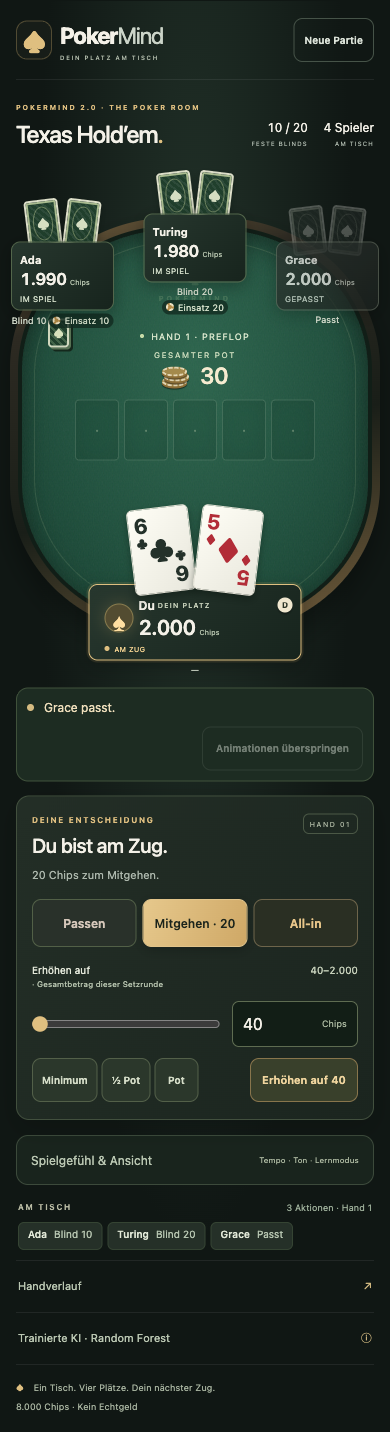 PokerMind
DEIN PLATZ AM TISCH
Neue Partie
POKERMIND 2.0 · THE POKER ROOM
Texas Hold'em.
10 / 20
FESTE BLINDS
4 Spieler
AM TISCH
Ada
1.990 Chips
IM SPIEL
Blind 10
Einsatz 10
Turing
1.980 Chips
IM SPIEL
Blind 20
Einsatz 20
Grace
2.000 Chips
GEPASST
Passt
HAND 1 · PREFLOP
GESAMTER POT
30
6
6
5
5
Du DEIN PLATZ
D
2.000 Chips
AM ZUG
–
Grace passt.
Animationen überspringen
DEINE ENTSCHEIDUNG
HAND 01
Du bist am Zug.
20 Chips zum Mitgehen.
Passen
Mitgehen · 20
All-in
Erhöhen auf
40–2.000
· Gesamtbetrag dieser Setzrunde
40 Chips
Minimum
½ Pot
Pot
Erhöhen auf 40
Spielgefühl & Ansicht
Tempo · Ton · Lernmodus
AM TISCH
3 Aktionen · Hand 1
Ada Blind 10
Turing Blind 20
Grace Passt
Handverlauf ↗
Trainierte KI · Random Forest ⓘ
Ein Tisch. Vier Plätze. Dein nächster Zug.
8.000 Chips · Kein Echtgeld